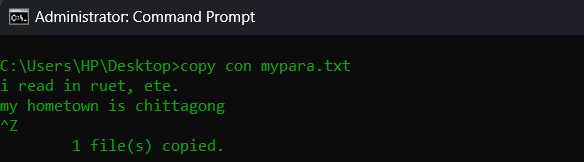 Administrator: Command Prompt
C:\Users\HP\Desktop>copy con mypara.txt
i read in ruet, ete.
my hometown is chittagong
^Z
        1 file(s) copied.